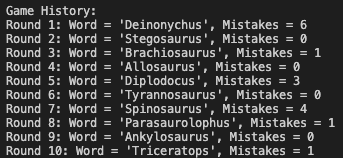 Game History:
Round 1: Word = 'Deinonychus', Mistakes = 6
Round 2: Word = 'Stegosaurus', Mistakes = 0
Round 3: Word = 'Brachiosaurus', Mistakes = 1
Round 4: Word = 'Allosaurus', Mistakes = 0
Round 5: Word = 'Diplodocus', Mistakes = 3
Round 6: Word = 'Tyrannosaurus', Mistakes = 0
Round 7: Word = 'Spinosaurus', Mistakes = 4
Round 8: Word = 'Parasaurolophus', Mistakes = 1
Round 9: Word = 'Ankylosaurus', Mistakes = 0
Round 10: Word = 'Triceratops', Mistakes = 1